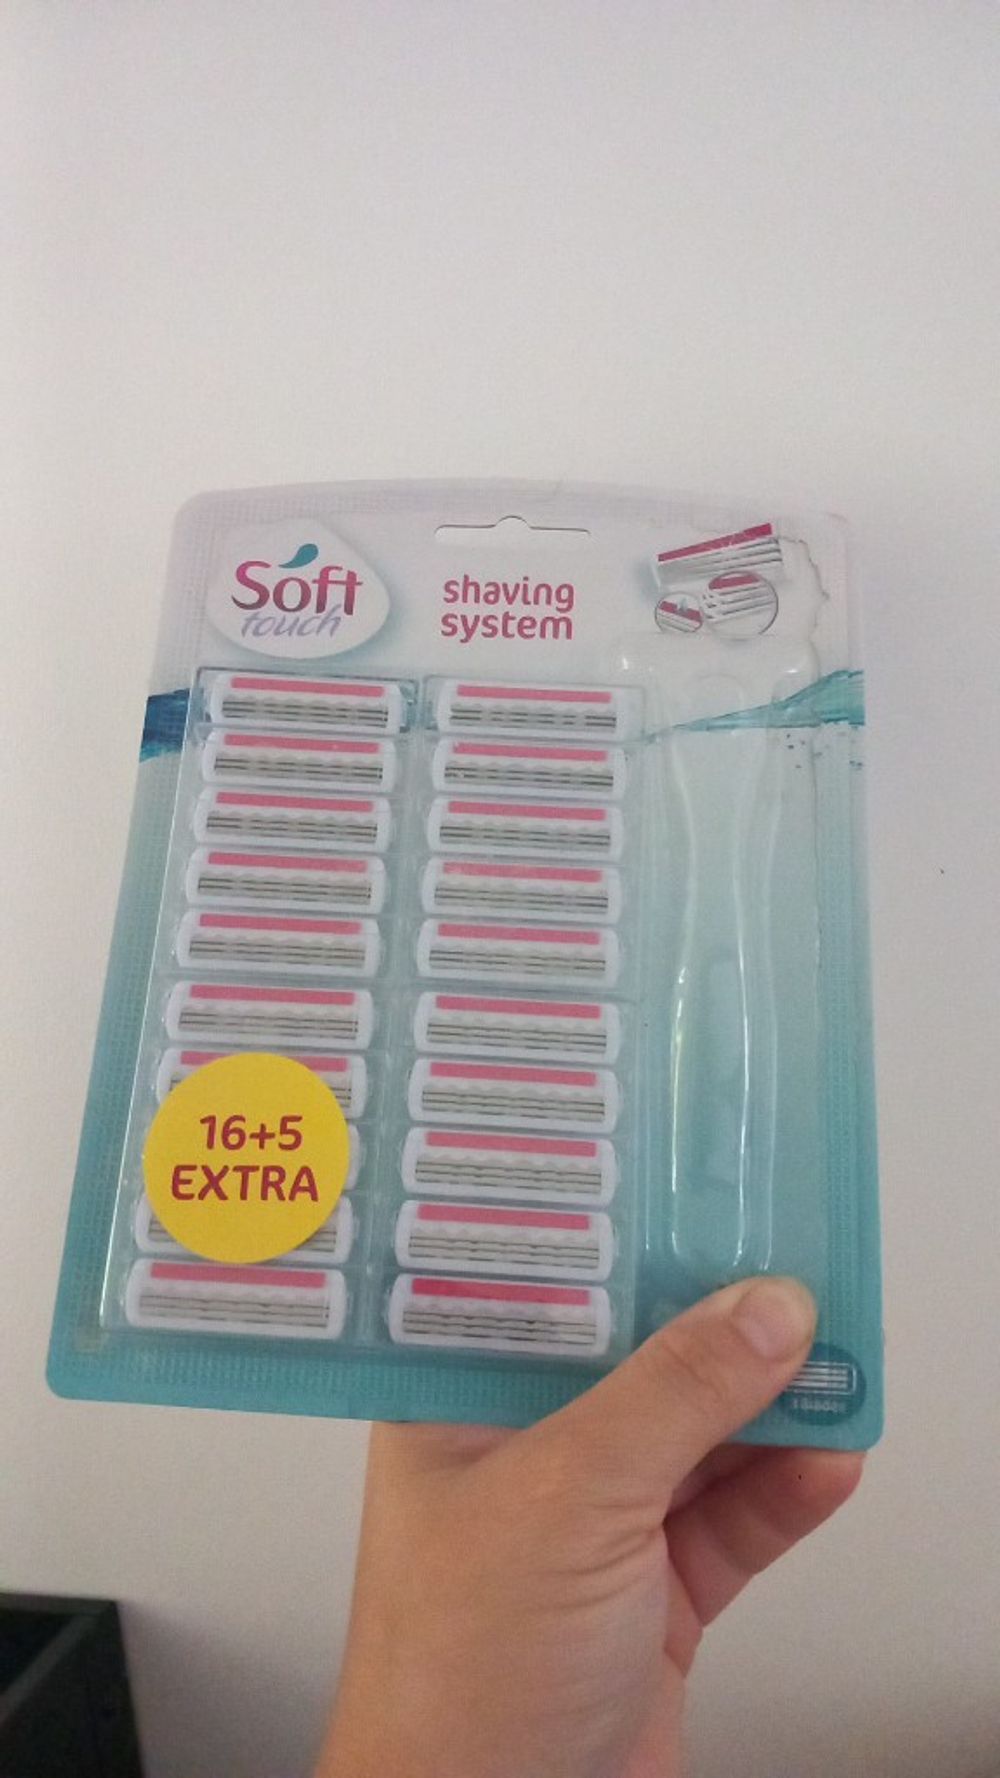 Soft
touch
shaving
system
16+5
EXTRA